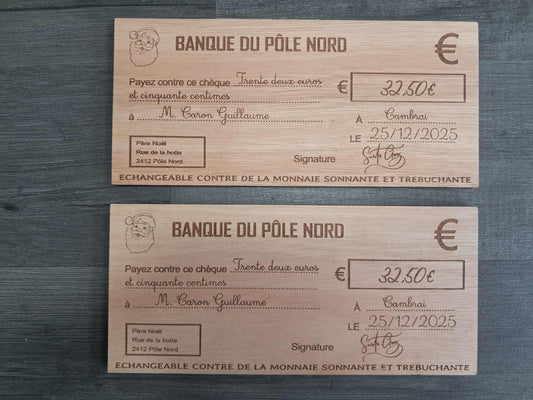 BANQUE DU PÔLE NORD €
Payez contre ce chèque Trente deux euros € 32,50€
et cinquante centimes
à M. Caron Guillaume À Cambrai
LE 25/12/2025
Père Noël
Rue de la hotte
2412 Pôle Nord
Signature
ECHANGEABLE CONTRE DE LA MONNAIE SONNANTE ET TREBUCHANTE
BANQUE DU PÔLE NORD €
Payez contre ce chèque Trente deux euros € 32,50€
et cinquante centimes
à M. Caron Guillaume À Cambrai
LE 25/12/2025
Père Noël
Rue de la hotte
2412 Pôle Nord
Signature
ECHANGEABLE CONTRE DE LA MONNAIE SONNANTE ET TREBUCHANTE